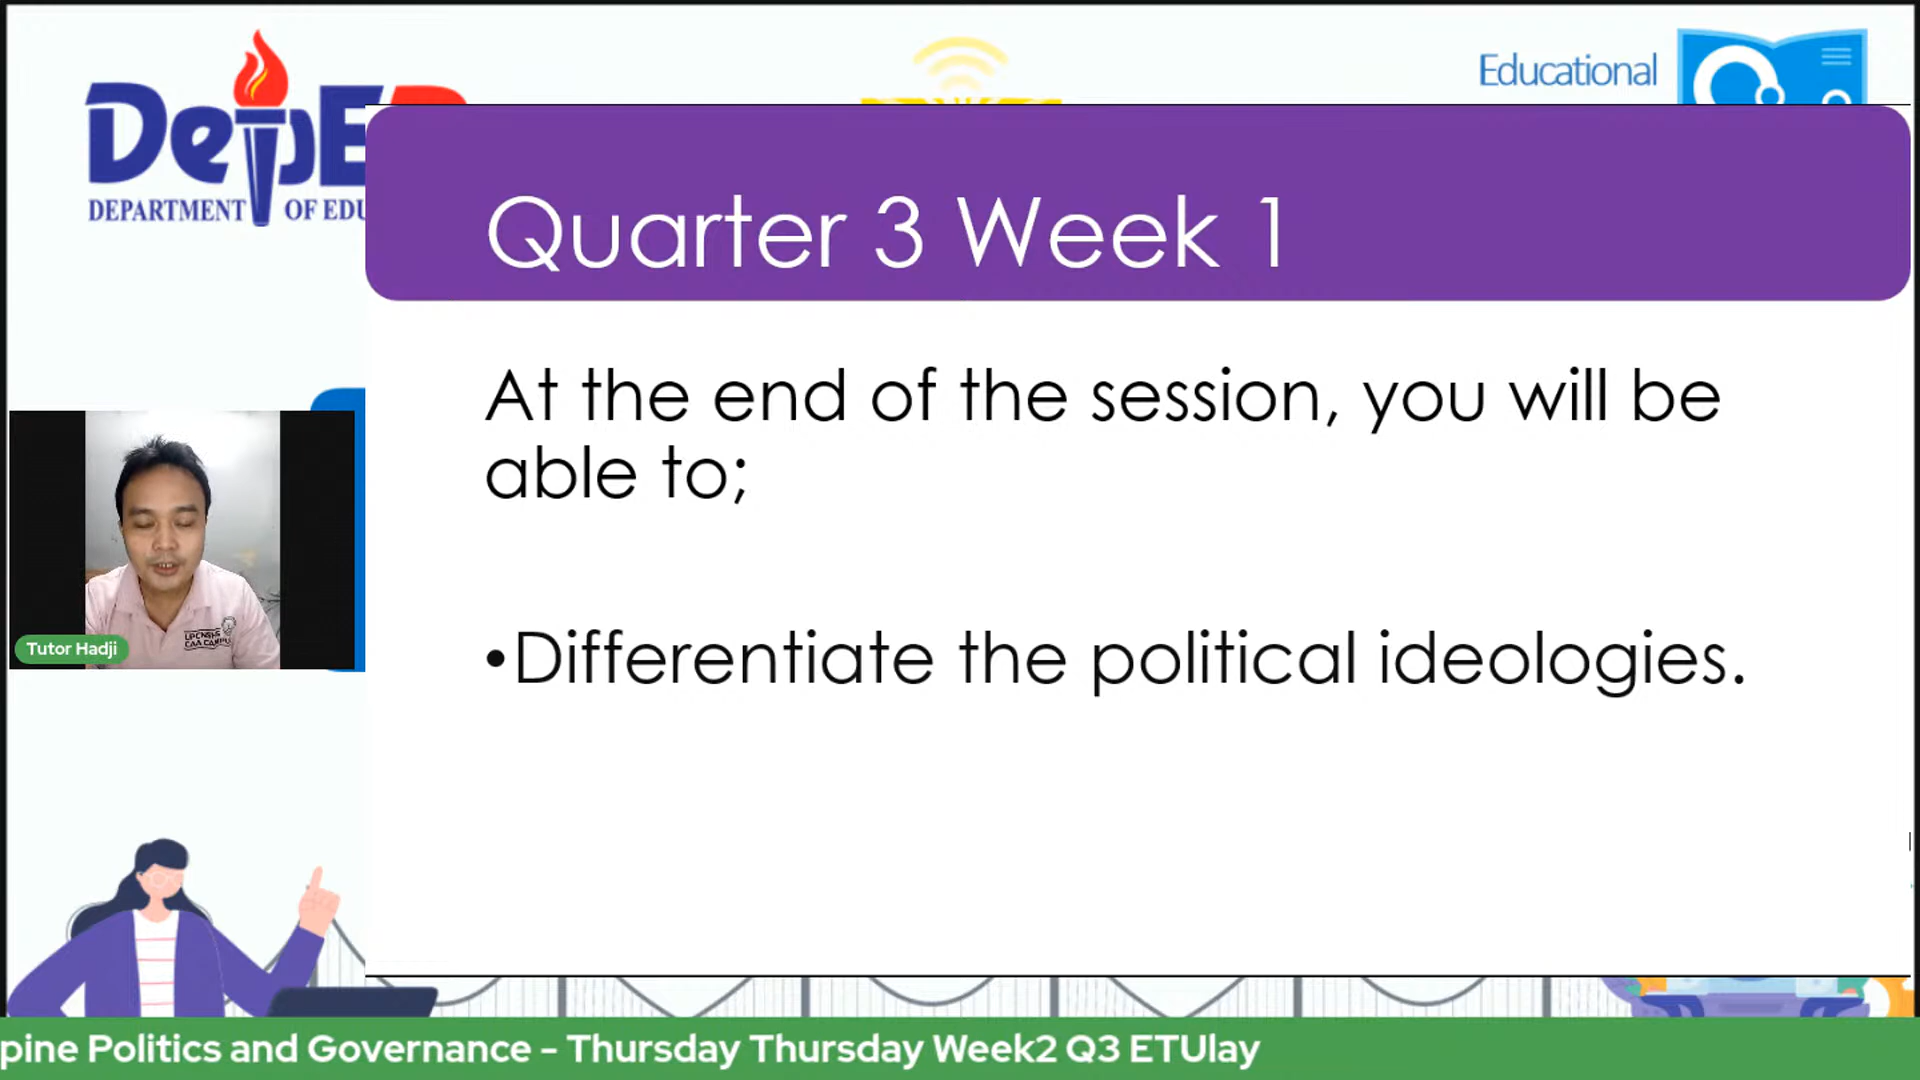 DepE
DEPARTMENT OF EDU
Educational
Quarter 3 Week 1
At the end of the session, you will be
able to;
•Differentiate the political ideologies.
Tutor Hadji
pine Politics and Governance - Thursday Thursday Week2 Q3 ETUlay